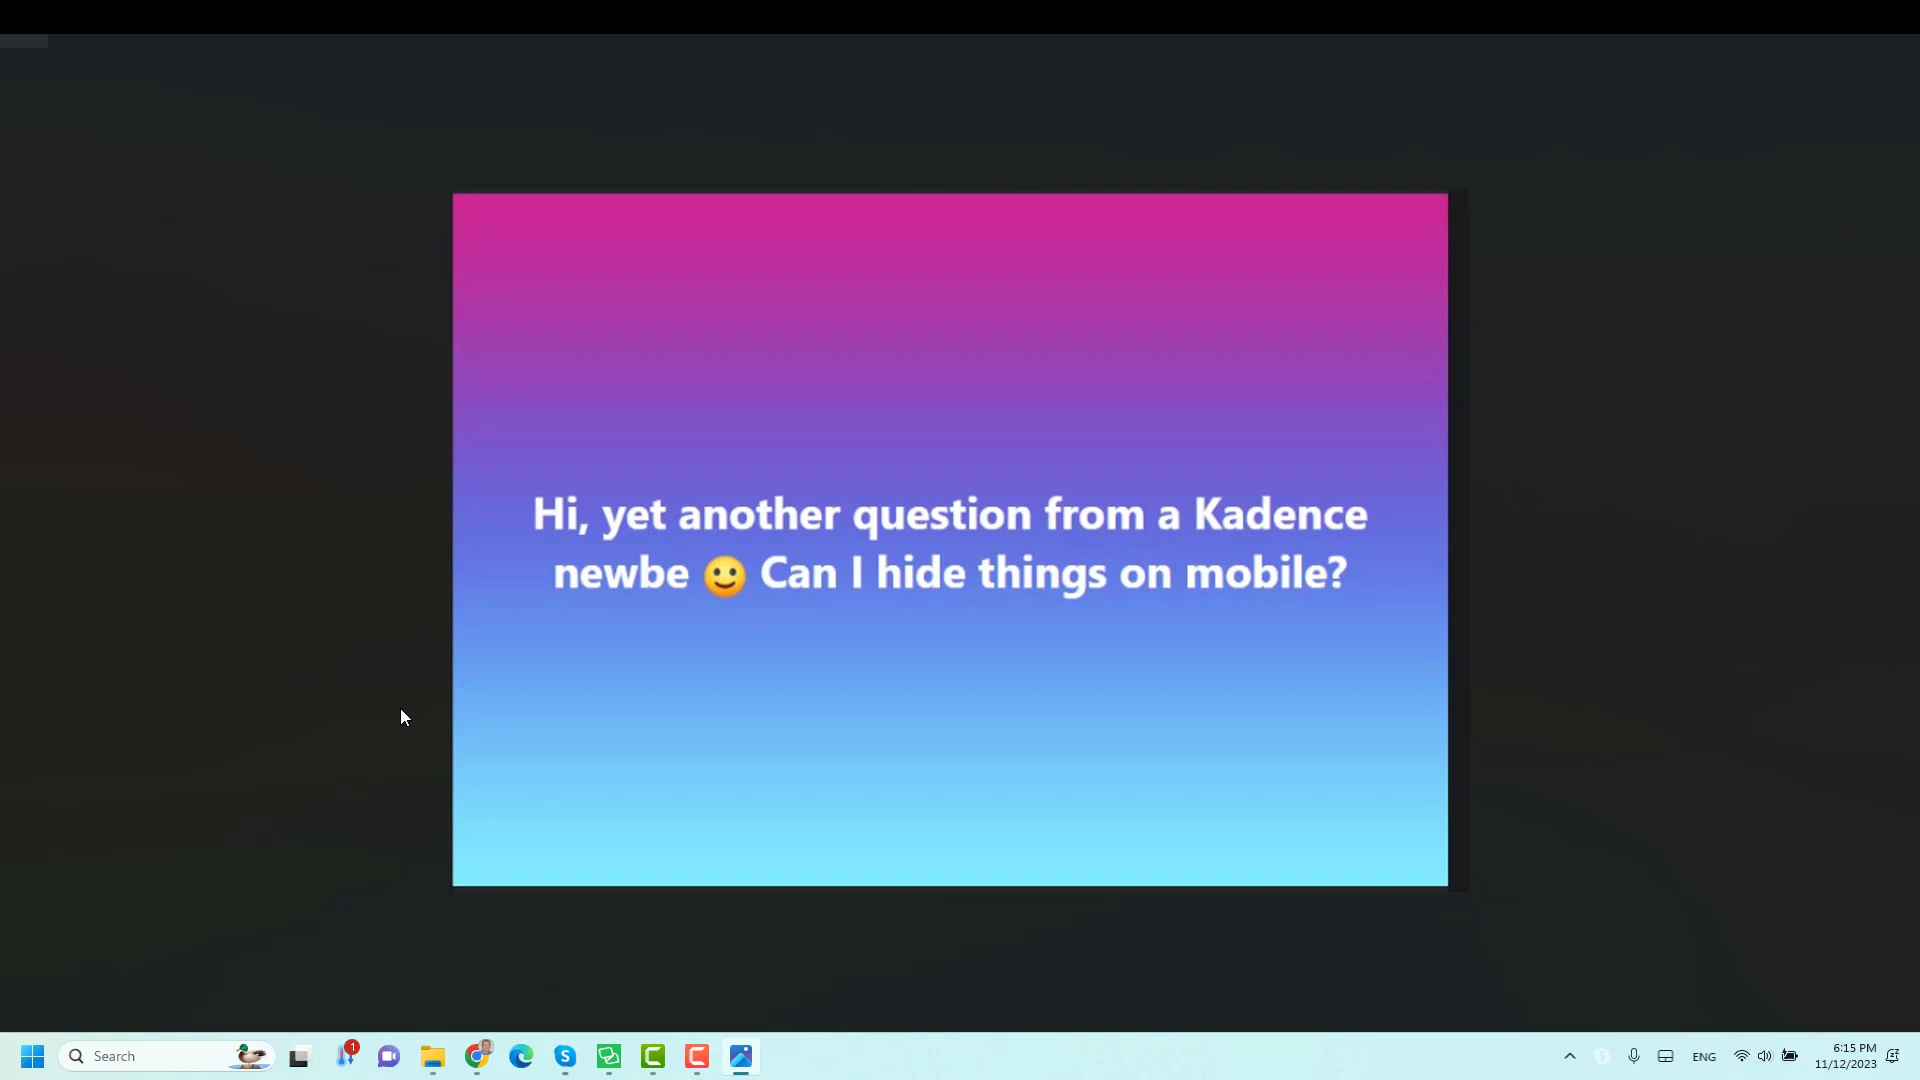 Hi, yet another question from a Kadence
newbe 🙂 Can I hide things on mobile?
Search
1
ENG
6:15 PM
11/12/2023